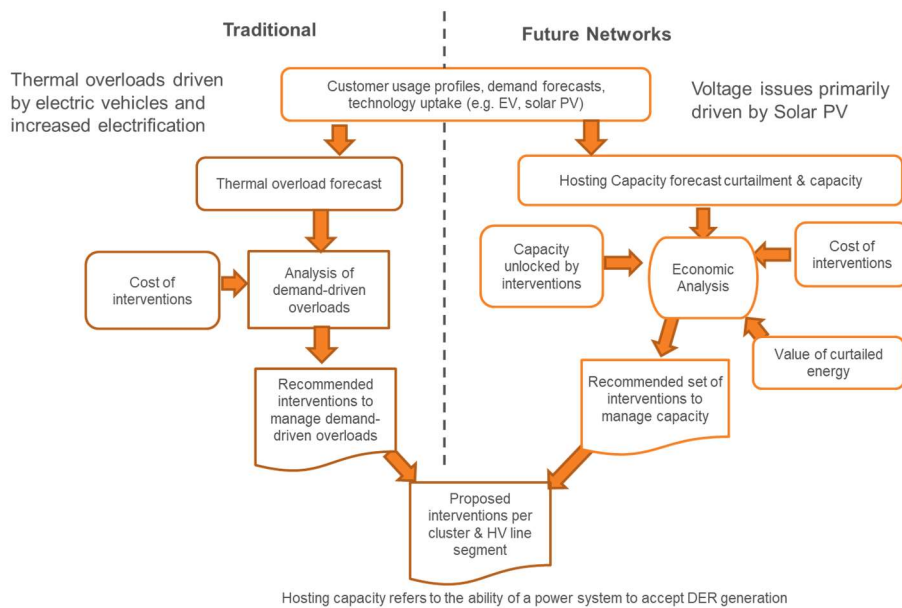 Traditional
Future Networks
Thermal overloads driven
by electric vehicles and
increased electrification
Customer usage profiles, demand forecasts,
technology uptake (e.g. EV, solar PV)
Voltage issues primarily
driven by Solar PV
Thermal overload forecast
Hosting Capacity forecast curtailment & capacity
Cost of
interventions
Analysis of
demand-driven
overloads
Capacity
unlocked by
interventions
Economic
Analysis
Cost of
interventions
Value of curtailed
energy
Recommended
interventions to
manage demand-
driven overloads
Recommended set of
interventions to
manage capacity
Proposed
interventions per
cluster & HV line
segment
Hosting capacity refers to the ability of a power system to accept DER generation